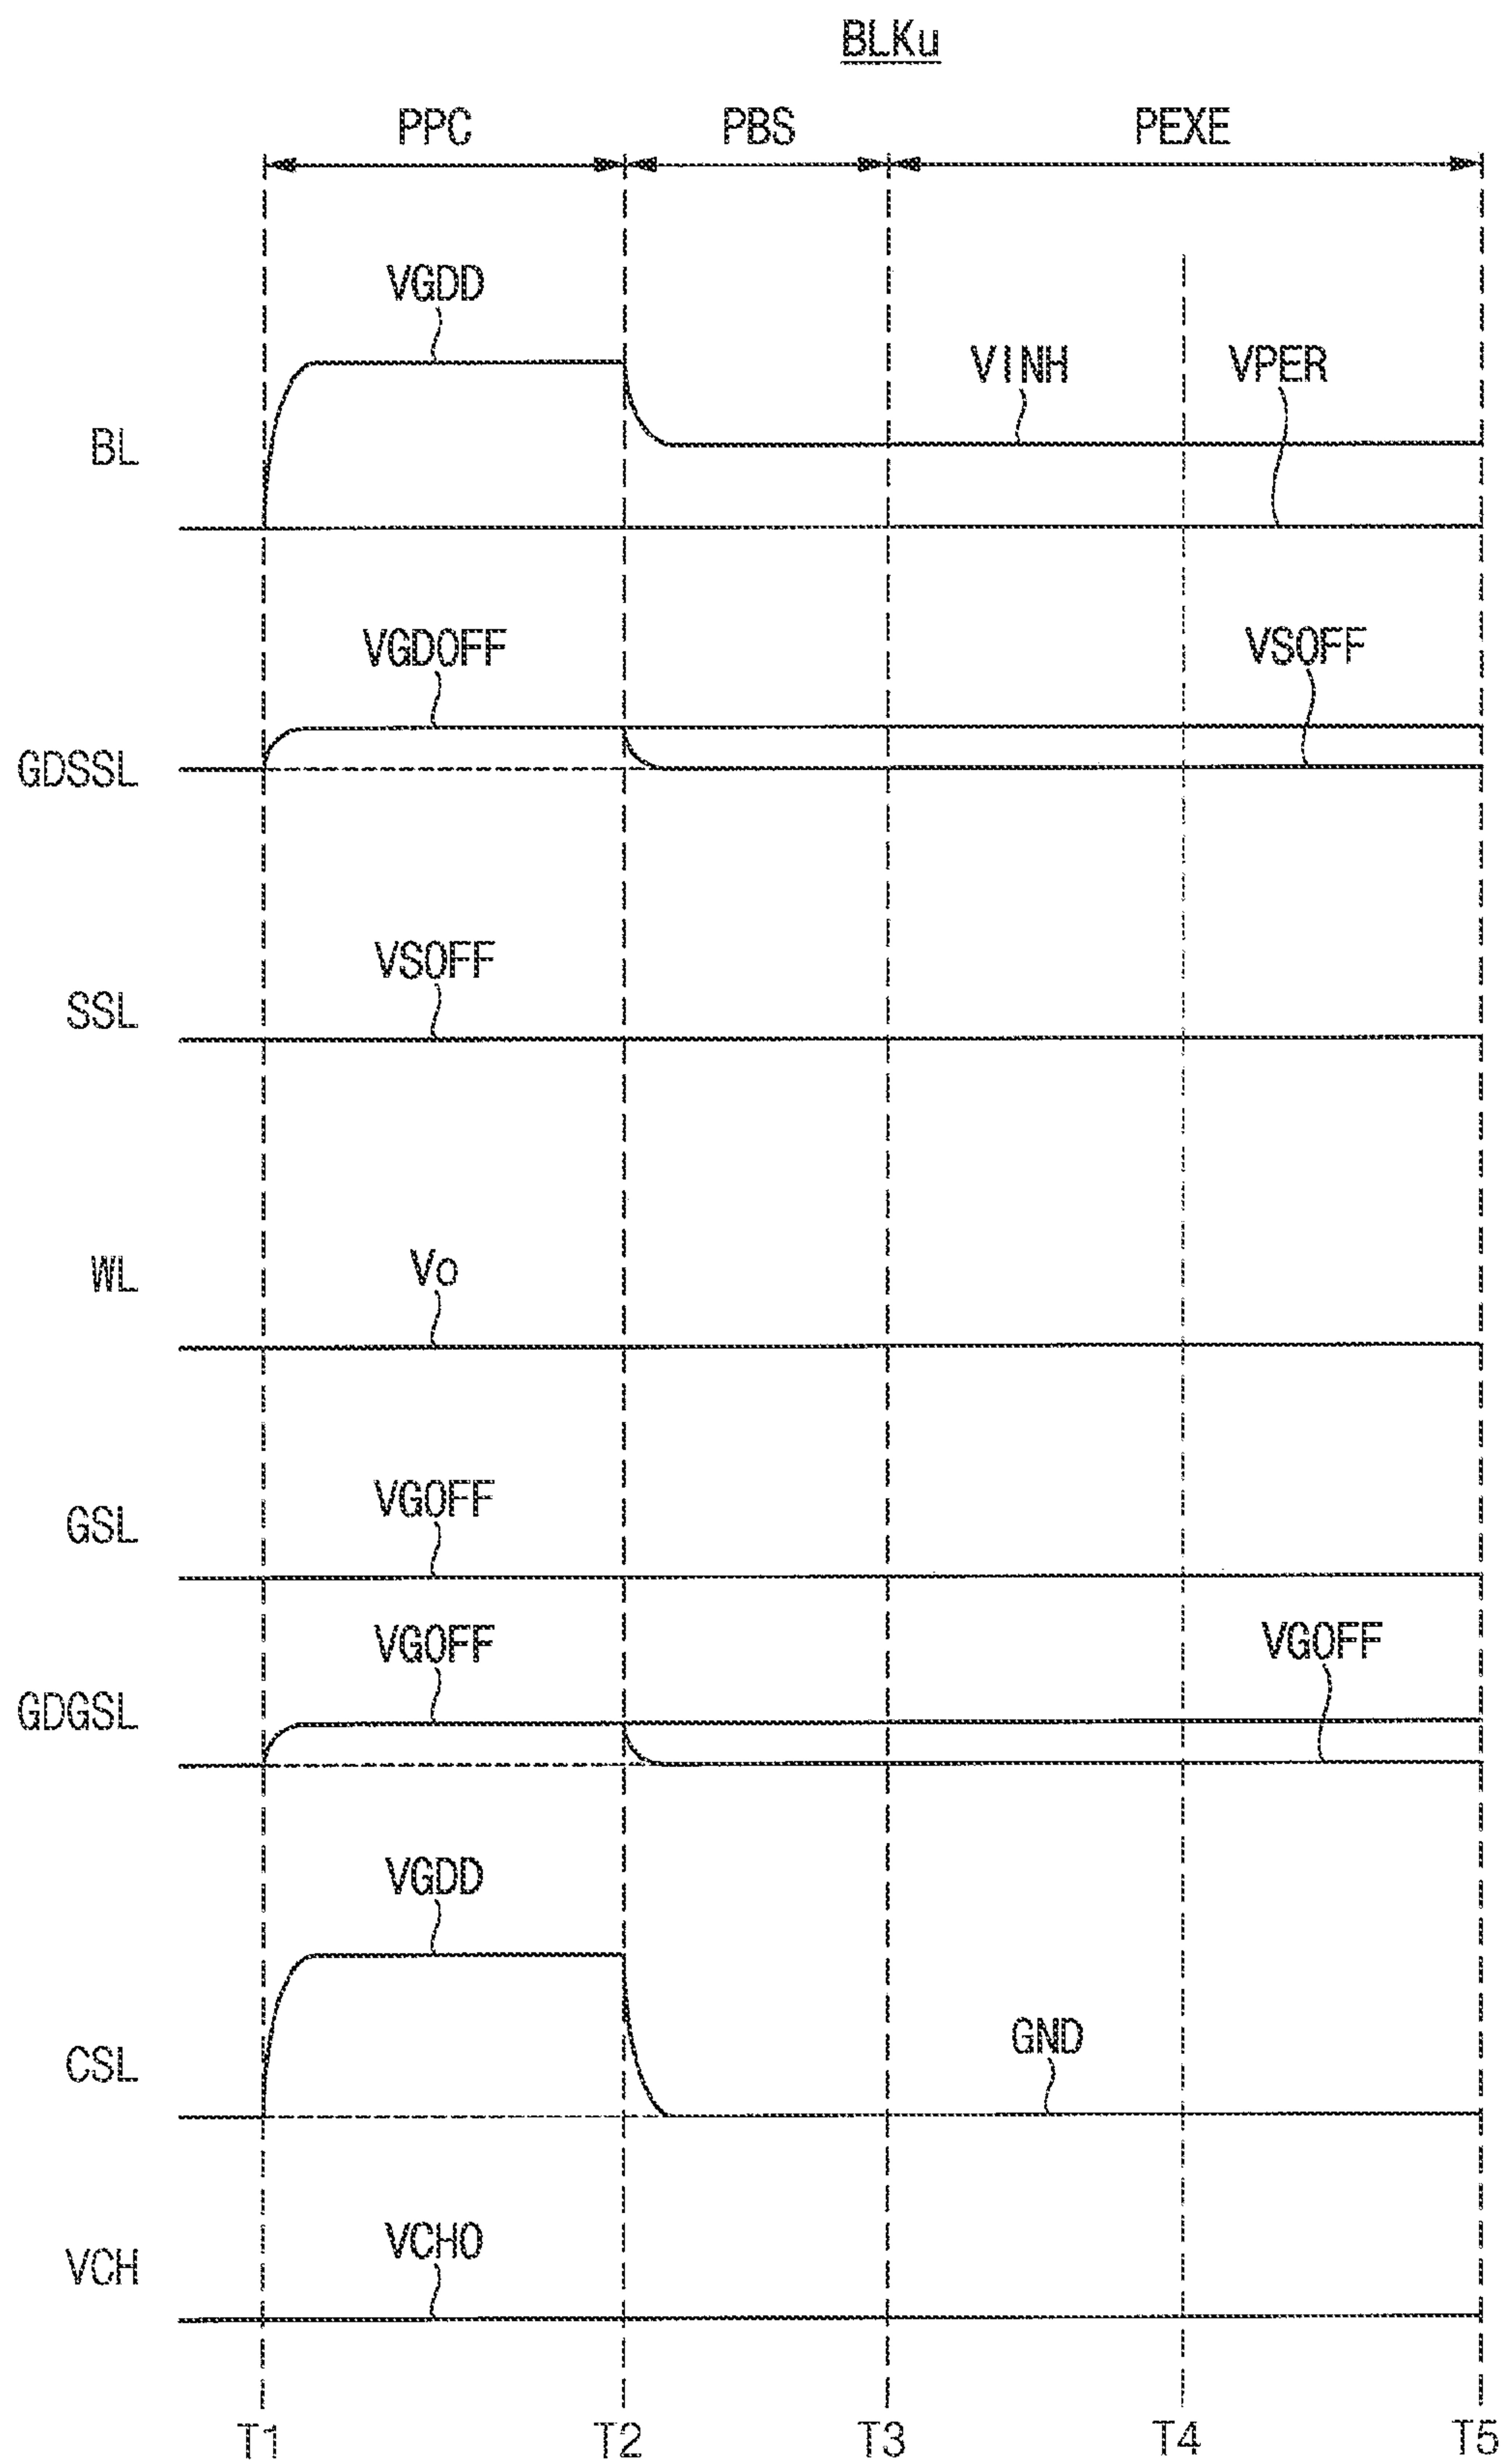 BLKu
PPC PBS PEXE
VGDD
VINH VPER
BL
VGDOFF VSOFF
GDSSL
VSOFF
SSL
Vo
WL
VGOFF
GSL
VGOFF VGOFF
GDGSL
VGDD
GND
CSL
VCHO
VCH
T1 T2 T3 T4 T5